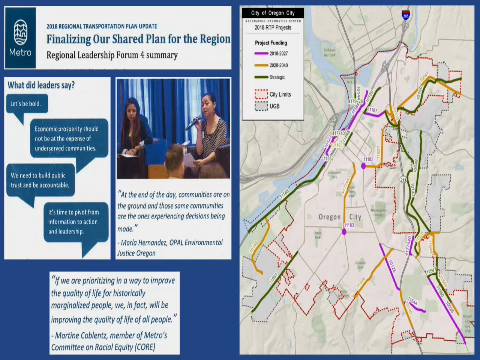 Metro
2018 REGIONAL TRANSPORTATION PLAN UPDATE
Finalizing Our Shared Plan for the Region
Regional Leadership Forum 4 summary
What did leaders say?
Let's be bold.
Economic prosperity should
not be at the expense of
underserved communities.
We need to build public
trust and be accountable.
It's time to pivot from
information to action
and leadership.
"At the end of the day, communities are on
the ground and those same communities
are the ones experiencing decisions being
made."
- Maria Hernandez, OPAL Environmental
Justice Oregon
"If we are prioritizing in a way to improve
the quality of life for historically
marginalized people, we, in fact, will be
improving the quality of life of all people."
- Martine Coblentz, member of Metro's
Committee on Racial Equity (CORE)
City of Oregon City
2018 RTP Projects
Project Funding
2018-2027
2028-2040
Strategic
City Limits
UGB
Oregon City